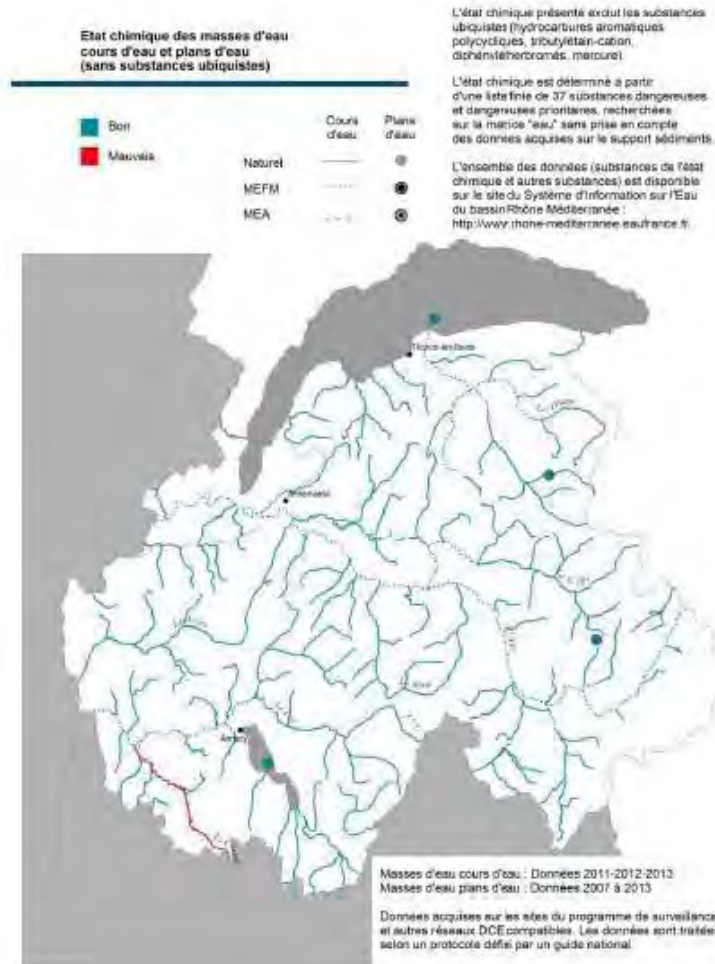 Etat chimique des masses d'eau
cours d'eau et plans d'eau
(sans substances ubiquistes)
Bon
Mauvais
Cours
d'eau
Plans
d'eau
Naturel
MEFM
MEA
L'état chimique présenté exclut les substances
ubiquistes (hydrocarbures aromatiques
polycycliques, tributylétain-cation,
diphényléherbromés, mercure)
L'état chimique est déterminé à partir
d'une liste finie de 37 substances dangereuses
et dangereuses prioritaires, recherchées
sur la matrice "eau" sans prise en compte
des données acquises sur le support sédiments.
L'ensemble des données (substances de l'état
chimique et autres substances) est disponible
sur le site du Système d'Information sur l'Eau
du bassin Rhône Méditerranée :
http://www.rhone-mediterranee.eaufrance.fr
Thonon-les-Bains
Annemasse
Annecy
Masses d'eau cours d'eau : Données 2011-2012-2013
Masses d'eau plans d'eau : Données 2007 à 2013
Données acquises sur les sites du programme de surveillance
et autres réseaux DCE compatibles. Les données sont traitées
selon un protocole défini par un guide national.